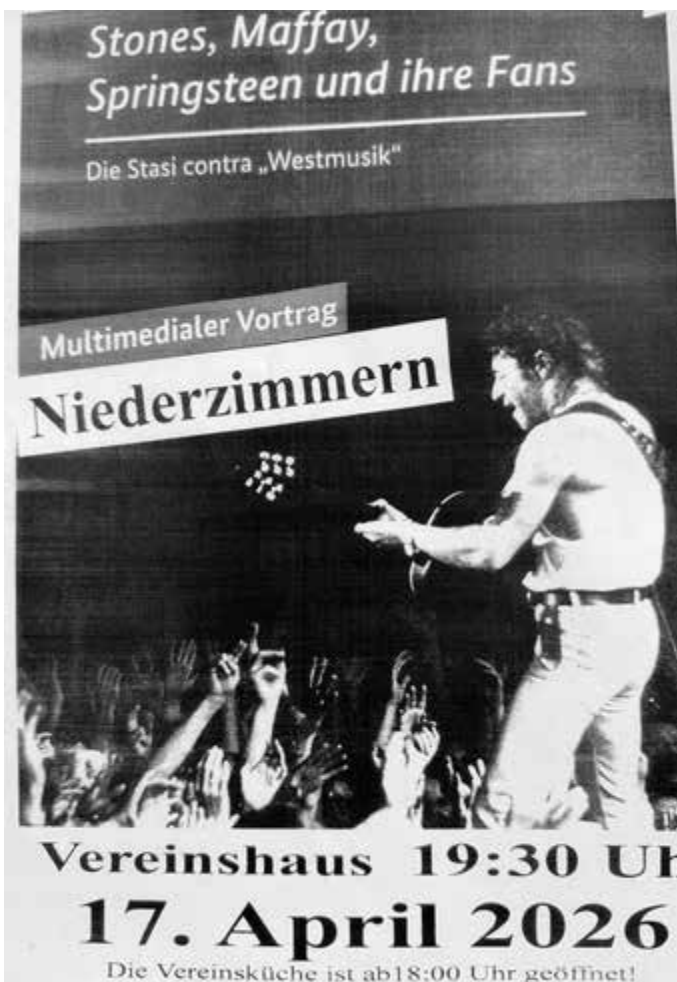 Stones, Maffay,
Springsteen und ihre Fans
Die Stasi contra „Westmusik“
Multimedialer Vortrag
Niederzimmern
Vereinshaus 19:30 Uh
17. April 2026
Die Vereinsküche ist ab18:00 Uhr geöffnet!